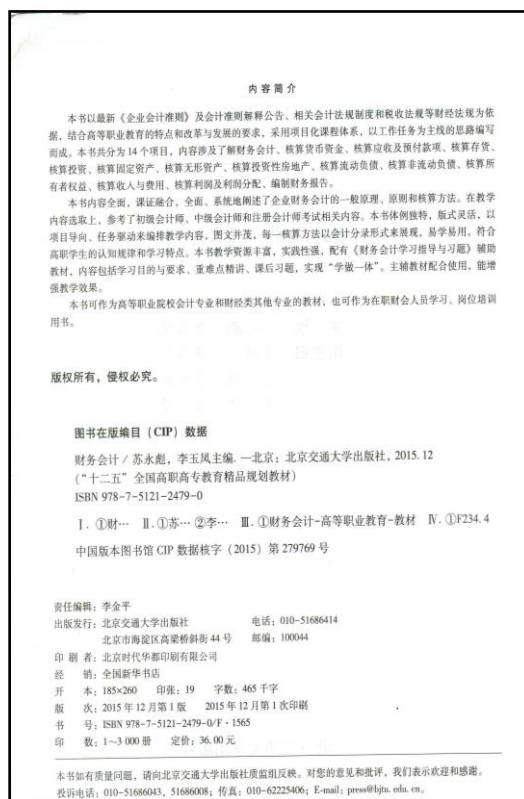 内容简介
本书以最新《企业会计准则》及会计准则解释公告、相关会计法规制度和税收法规等财经法规为依
据，结合高等职业教育的特点和改革与发展的要求，采用项目化课程体系，以工作任务为主线的思路编写
而成。本书共分为 14 个项目，内容涉及了解财务会计、核算货币资金、核算应收及预付款项、核算存货、
核算投资、核算固定资产、核算无形资产、核算投资性房地产、核算流动负债、核算非流动负债、核算所
有者权益、核算收入与费用、核算利润及利润分配、编制财务报告。
本书内容全面，课证融合，全面、系统地阐述了企业财务会计的一般原理、原则和核算方法。在教学
内容选取上，参考了初级会计师、中级会计师和注册会计师考试相关内容。本书体例独特，版式灵活，以
项目导向、任务驱动来编排教学内容，图文并茂，每一核算方法以会计分录形式来展现，易学易用，符合
高职学生的认知规律和学习特点。本书教学资源丰富，实践性强，配有《财务会计学习指导与习题》辅助
教材，内容包括学习目的与要求、重难点精讲、课后习题，实现“学做一体”。主辅教材配合使用，能增
强教学效果。
本书可作为高等职业院校会计专业和财经类其他专业的教材，也可作为在职财会人员学习、岗位培训
用书。
版权所有，侵权必究。
图书在版编目（CIP）数据
财务会计 / 苏永彪，李玉凤主编. —北京：北京交通大学出版社，2015.12
（“十二五”全国高职高专教育精品规划教材）
ISBN 978-7-5121-2479-0
Ⅰ. ①财… Ⅱ. ①苏… ②李… Ⅲ. ①财务会计-高等职业教育-教材 Ⅳ. ①F234.4
中国版本图书馆 CIP 数据核字（2015）第 279769 号
责任编辑：李金平
出版发行：北京交通大学出版社 电话：010-51686414
北京市海淀区高梁桥斜街 44 号 邮编：100044
印 刷 者：北京时代华都印刷有限公司
经 销：全国新华书店
开 本：185×260 印张：19 字数：465 千字
版 次：2015 年 12 月第 1 版 2015 年 12 月第 1 次印刷
书 号：ISBN 978-7-5121-2479-0/F·1565
印 数：1～3 000 册 定价：36.00 元
本书如有质量问题，请向北京交通大学出版社质监组反映。对您的意见和批评，我们表示欢迎和感谢。
投诉电话：010-51686043，51686008；传真：010-62225406；E-mail：press@bjtu.edu.cn。